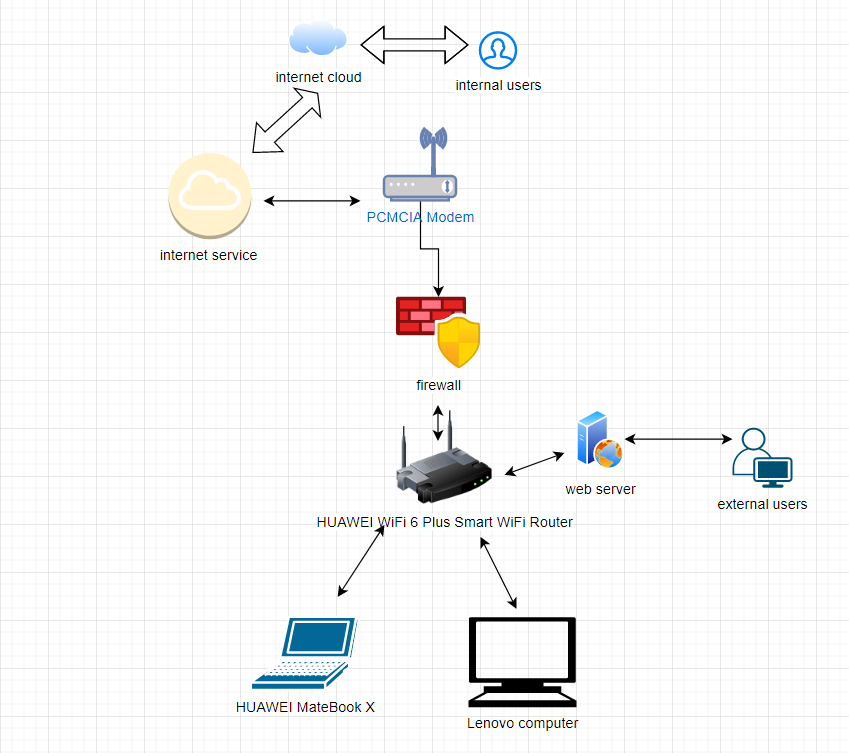 internet cloud
internal users
PCMCIA Modem
internet service
firewall
web server
external users
HUAWEI WiFi 6 Plus Smart WiFi Router
HUAWEI MateBook X
Lenovo computer